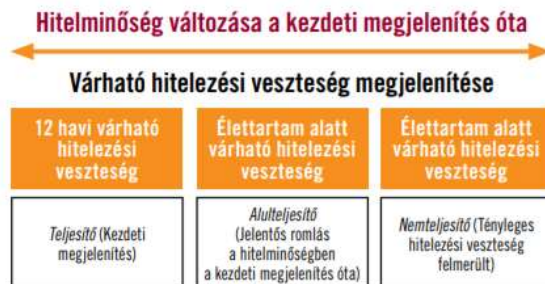 Hitelminőség változása a kezdeti megjelenítés óta
Várható hitelezési veszteség megjelenítése
12 havi várható
hitelezési
veszteség
Élettartam alatt
várható hitelezési
veszteség
Élettartam alatt
várható hitelezési
veszteség
Teljesítő (Kezdeti
megjelenítés)
Alulteljesítő
(Jelentős romlás
a hitelminőségben
a kezdeti megjelenítés óta)
Nemteljesítő (Tényleges
hitelezési veszteség
felmerült)